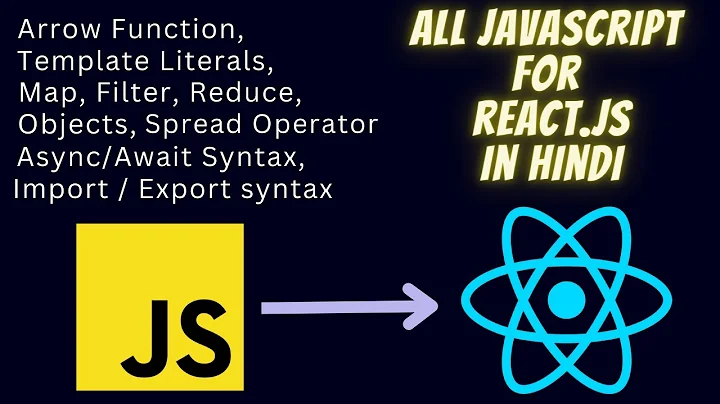 Arrow Function,
Template Literals,
Map, Filter, Reduce,
Objects, Spread Operator
Async/Await Syntax,
Import / Export syntax
ALL JAVASCRIPT
FOR
REACT.JS
IN HINDI
JS